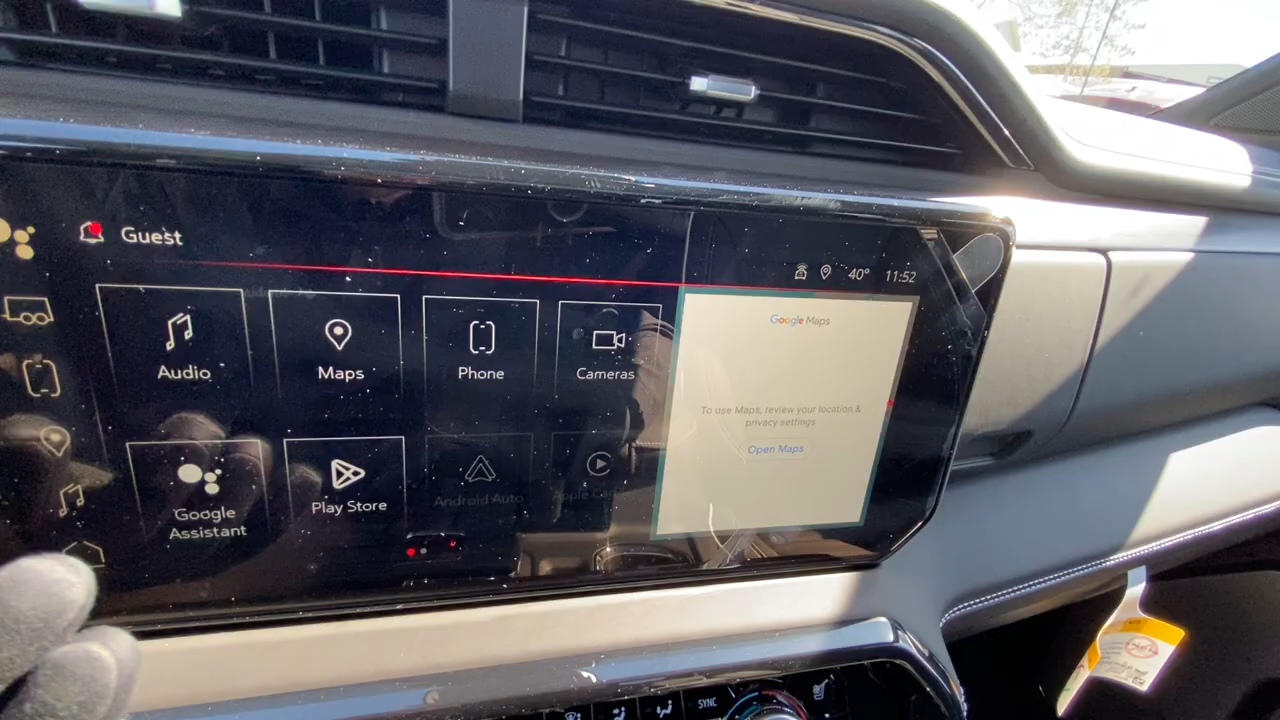 Guest
40° 11:52
Audio
Maps
Phone
Cameras
Google Maps
To use Maps, review your location &
privacy settings
Open Maps
Google
Assistant
Play Store
Android Auto
Apple
SYNC